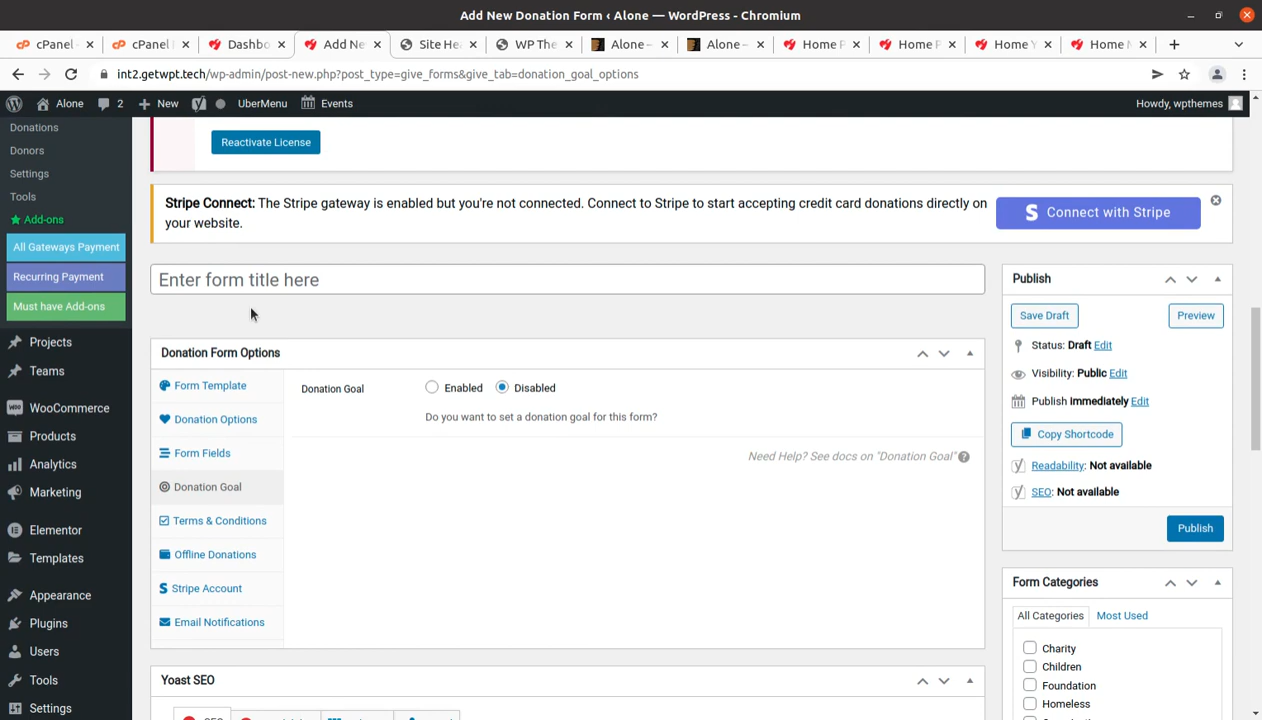 Add New Donation Form ‹ Alone — WordPress - Chromium
cPanel -
cPanel
Dashbo
Add Ne
Site He
WP The
Alone –
Alone –
Home P
Home P
Home Y
Home M
int2.getwpt.tech/wp-admin/post-new.php?post_type=give_forms&give_tab=donation_goal_options
Alone
2
New
UberMenu
Events
Howdy, wpthemes
Donations
Donors
Settings
Tools
Add-ons
All Gateways Payment
Recurring Payment
Must have Add-ons
Projects
Teams
WooCommerce
Products
Analytics
Marketing
Elementor
Templates
Appearance
Plugins
Users
Tools
Settings
Reactivate License
Stripe Connect: The Stripe gateway is enabled but you're not connected. Connect to Stripe to start accepting credit card donations directly on
your website.
Connect with Stripe
Enter form title here
Donation Form Options
Form Template
Donation Options
Form Fields
Donation Goal
Terms & Conditions
Offline Donations
Stripe Account
Email Notifications
Donation Goal
Enabled
Disabled
Do you want to set a donation goal for this form?
Need Help? See docs on "Donation Goal"
Yoast SEO
Publish
Save Draft
Preview
Status: Draft Edit
Visibility: Public Edit
Publish Immediately Edit
Copy Shortcode
Readability: Not available
SEO: Not available
Publish
Form Categories
All Categories
Most Used
Charity
Children
Foundation
Homeless